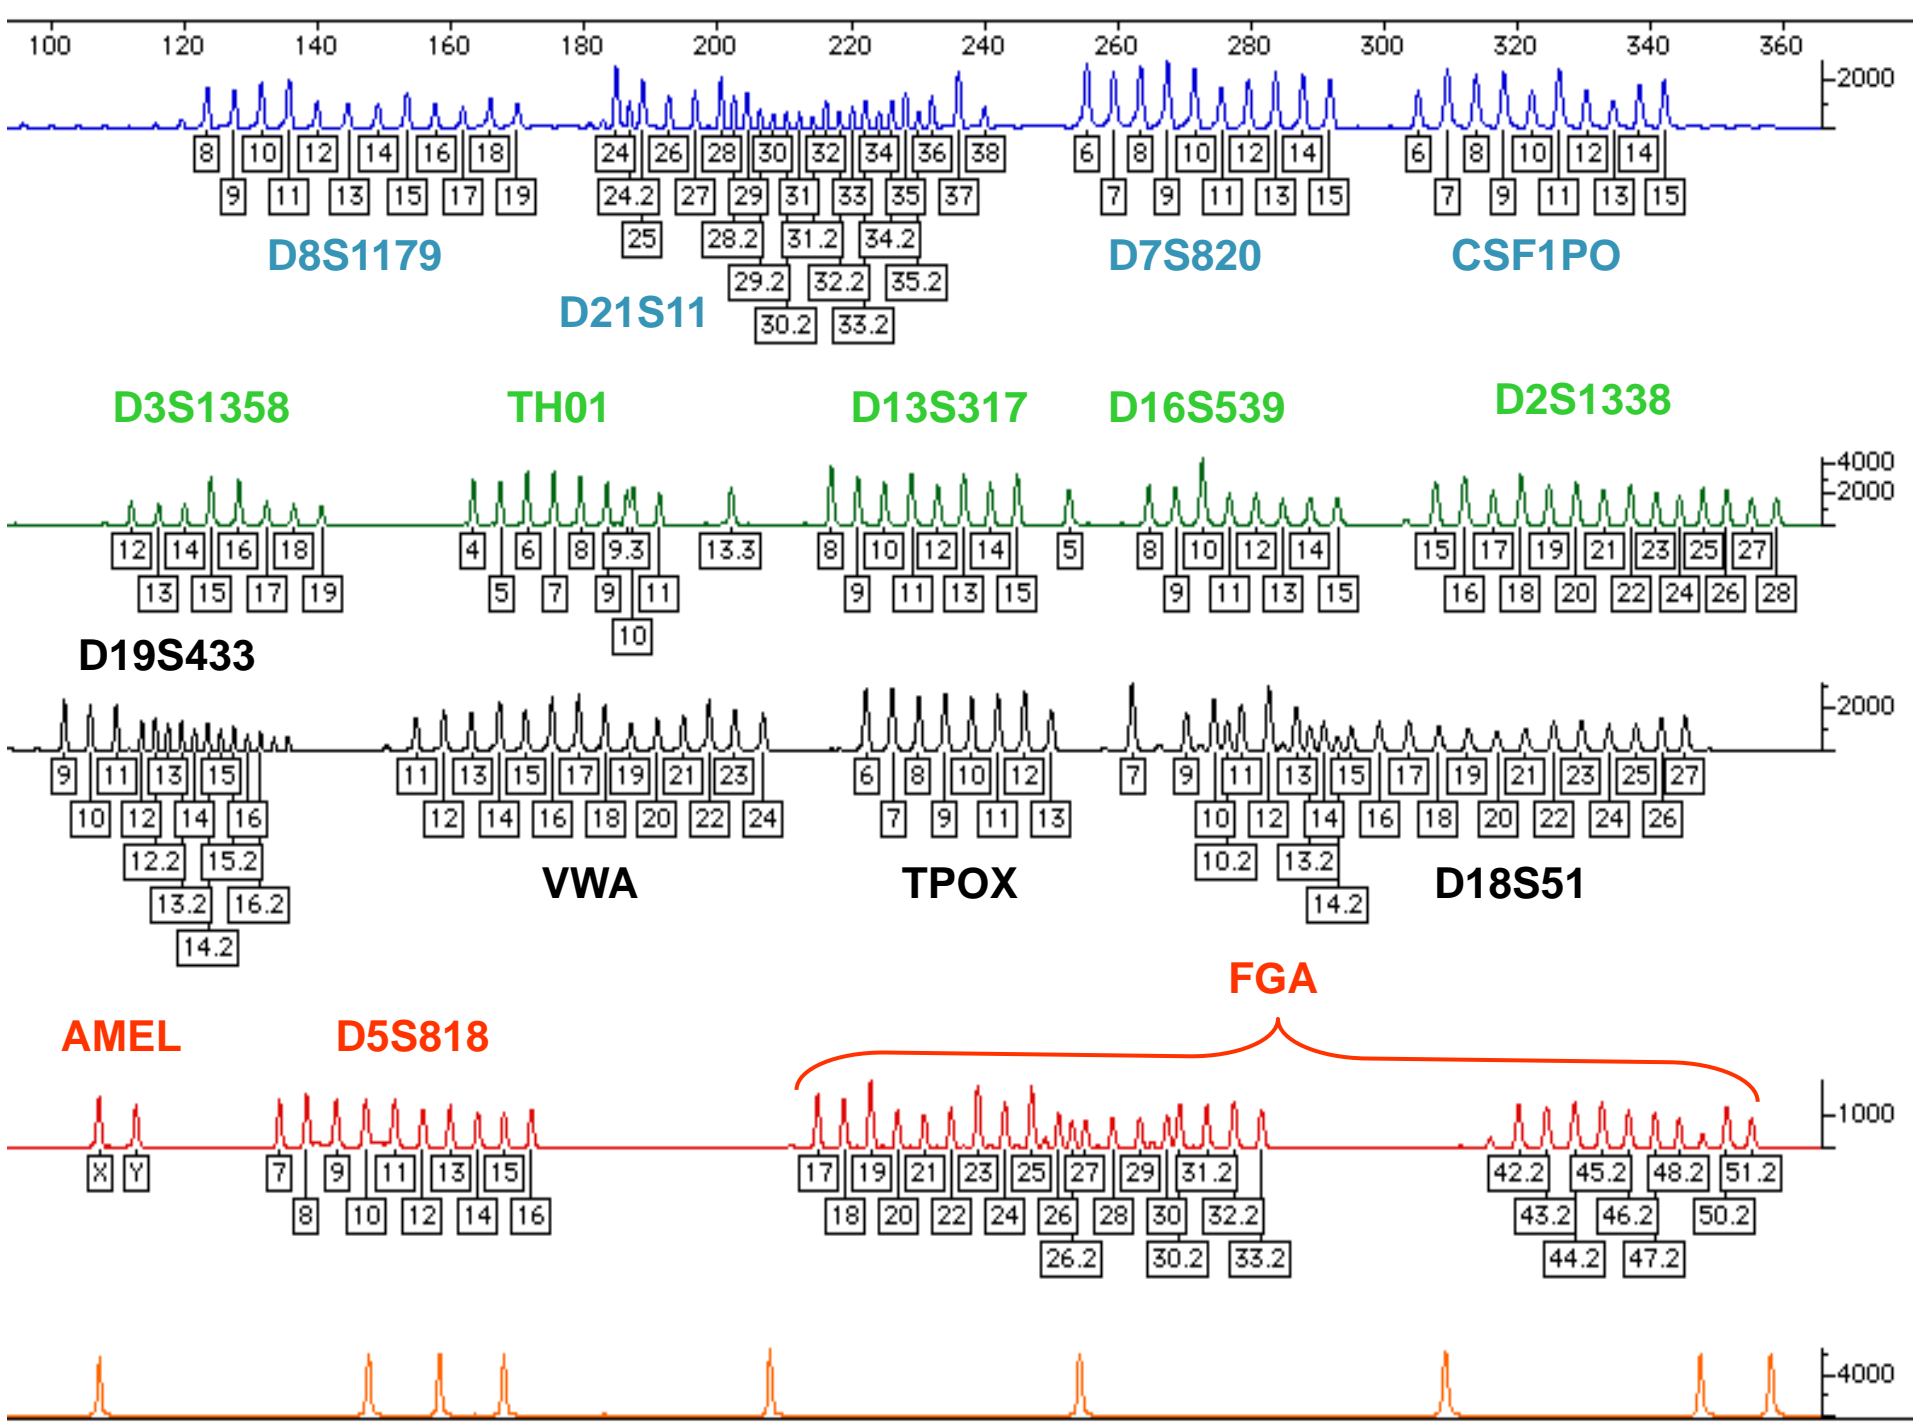 100 120 140 160 180 200 220 240 260 280 300 320 340 360
2000
8 10 12 14 16 18 24 26 28 30 32 34 36 38 6 8 10 12 14 6 8 10 12 14
9 11 13 15 17 19 24.2 27 29 31 33 35 37 7 9 11 13 15 7 9 11 13 15
25 28.2 31.2 34.2
D8S1179 D7S820 CSF1PO
29.2 32.2 35.2
D21S11
30.2 33.2
D3S1358 TH01 D13S317 D16S539 D2S1338
4000
2000
12 14 16 18 4 6 8 9.3 13.3 8 10 12 14 5 8 10 12 14 15 17 19 21 23 25 27
13 15 17 19 5 7 9 11 9 11 13 15 9 11 13 15 16 18 20 22 24 26 28
10
D19S433
2000
9 11 13 15 11 13 15 17 19 21 23 6 8 10 12 7 9 11 13 15 17 19 21 23 25 27
10 12 14 16 12 14 16 18 20 22 24 7 9 11 13 10 12 14 16 18 20 22 24 26
12.2 15.2 10.2 13.2
VWA TPOX D18S51
13.2 16.2 14.2
14.2
FGA
AMEL D5S818
1000
X Y 7 9 11 13 15 17 19 21 23 25 27 29 31.2 42.2 45.2 48.2 51.2
8 10 12 14 16 18 20 22 24 26 28 30 32.2 43.2 46.2 50.2
26.2 30.2 33.2 44.2 47.2
4000